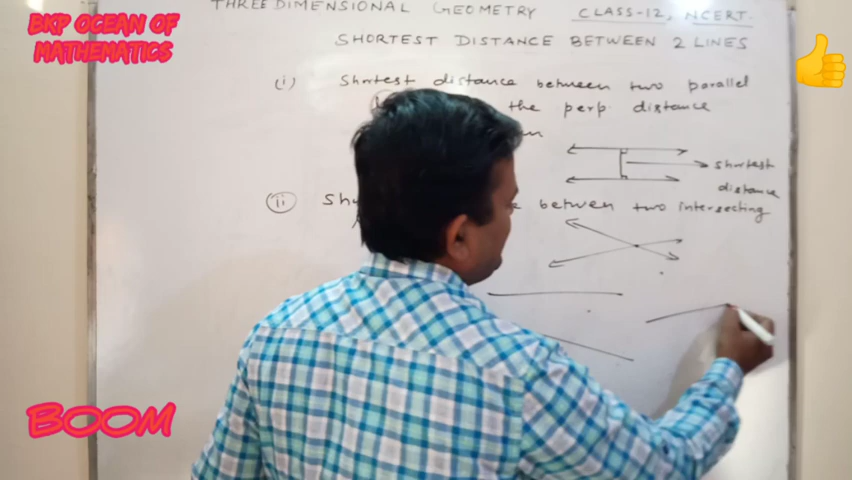 BKP OCEAN OF
MATHEMATICS
THREE DIMENSIONAL GEOMETRY CLASS-12, NCERT.
SHORTEST DISTANCE BETWEEN 2 LINES
(i) Shortest distance between two parallel
the perp. distance
shortest
distance
(ii) between two intersecting
BOOM